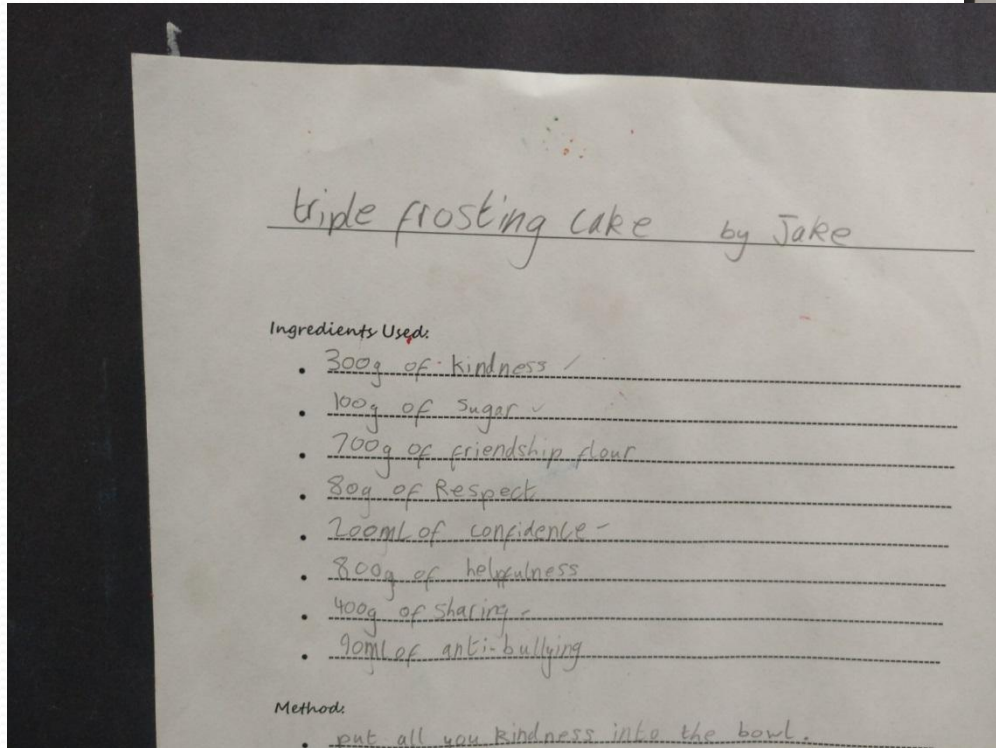 triple frosting cake by Jake
Ingredients Used:
300g of kindness
100g of sugar
700g of friendship flour
80g of Respect
200ml of confidence
800g of helpfulness
400g of sharing
90ml of anti-bullying
Method:
put all you kindness into the bowl.